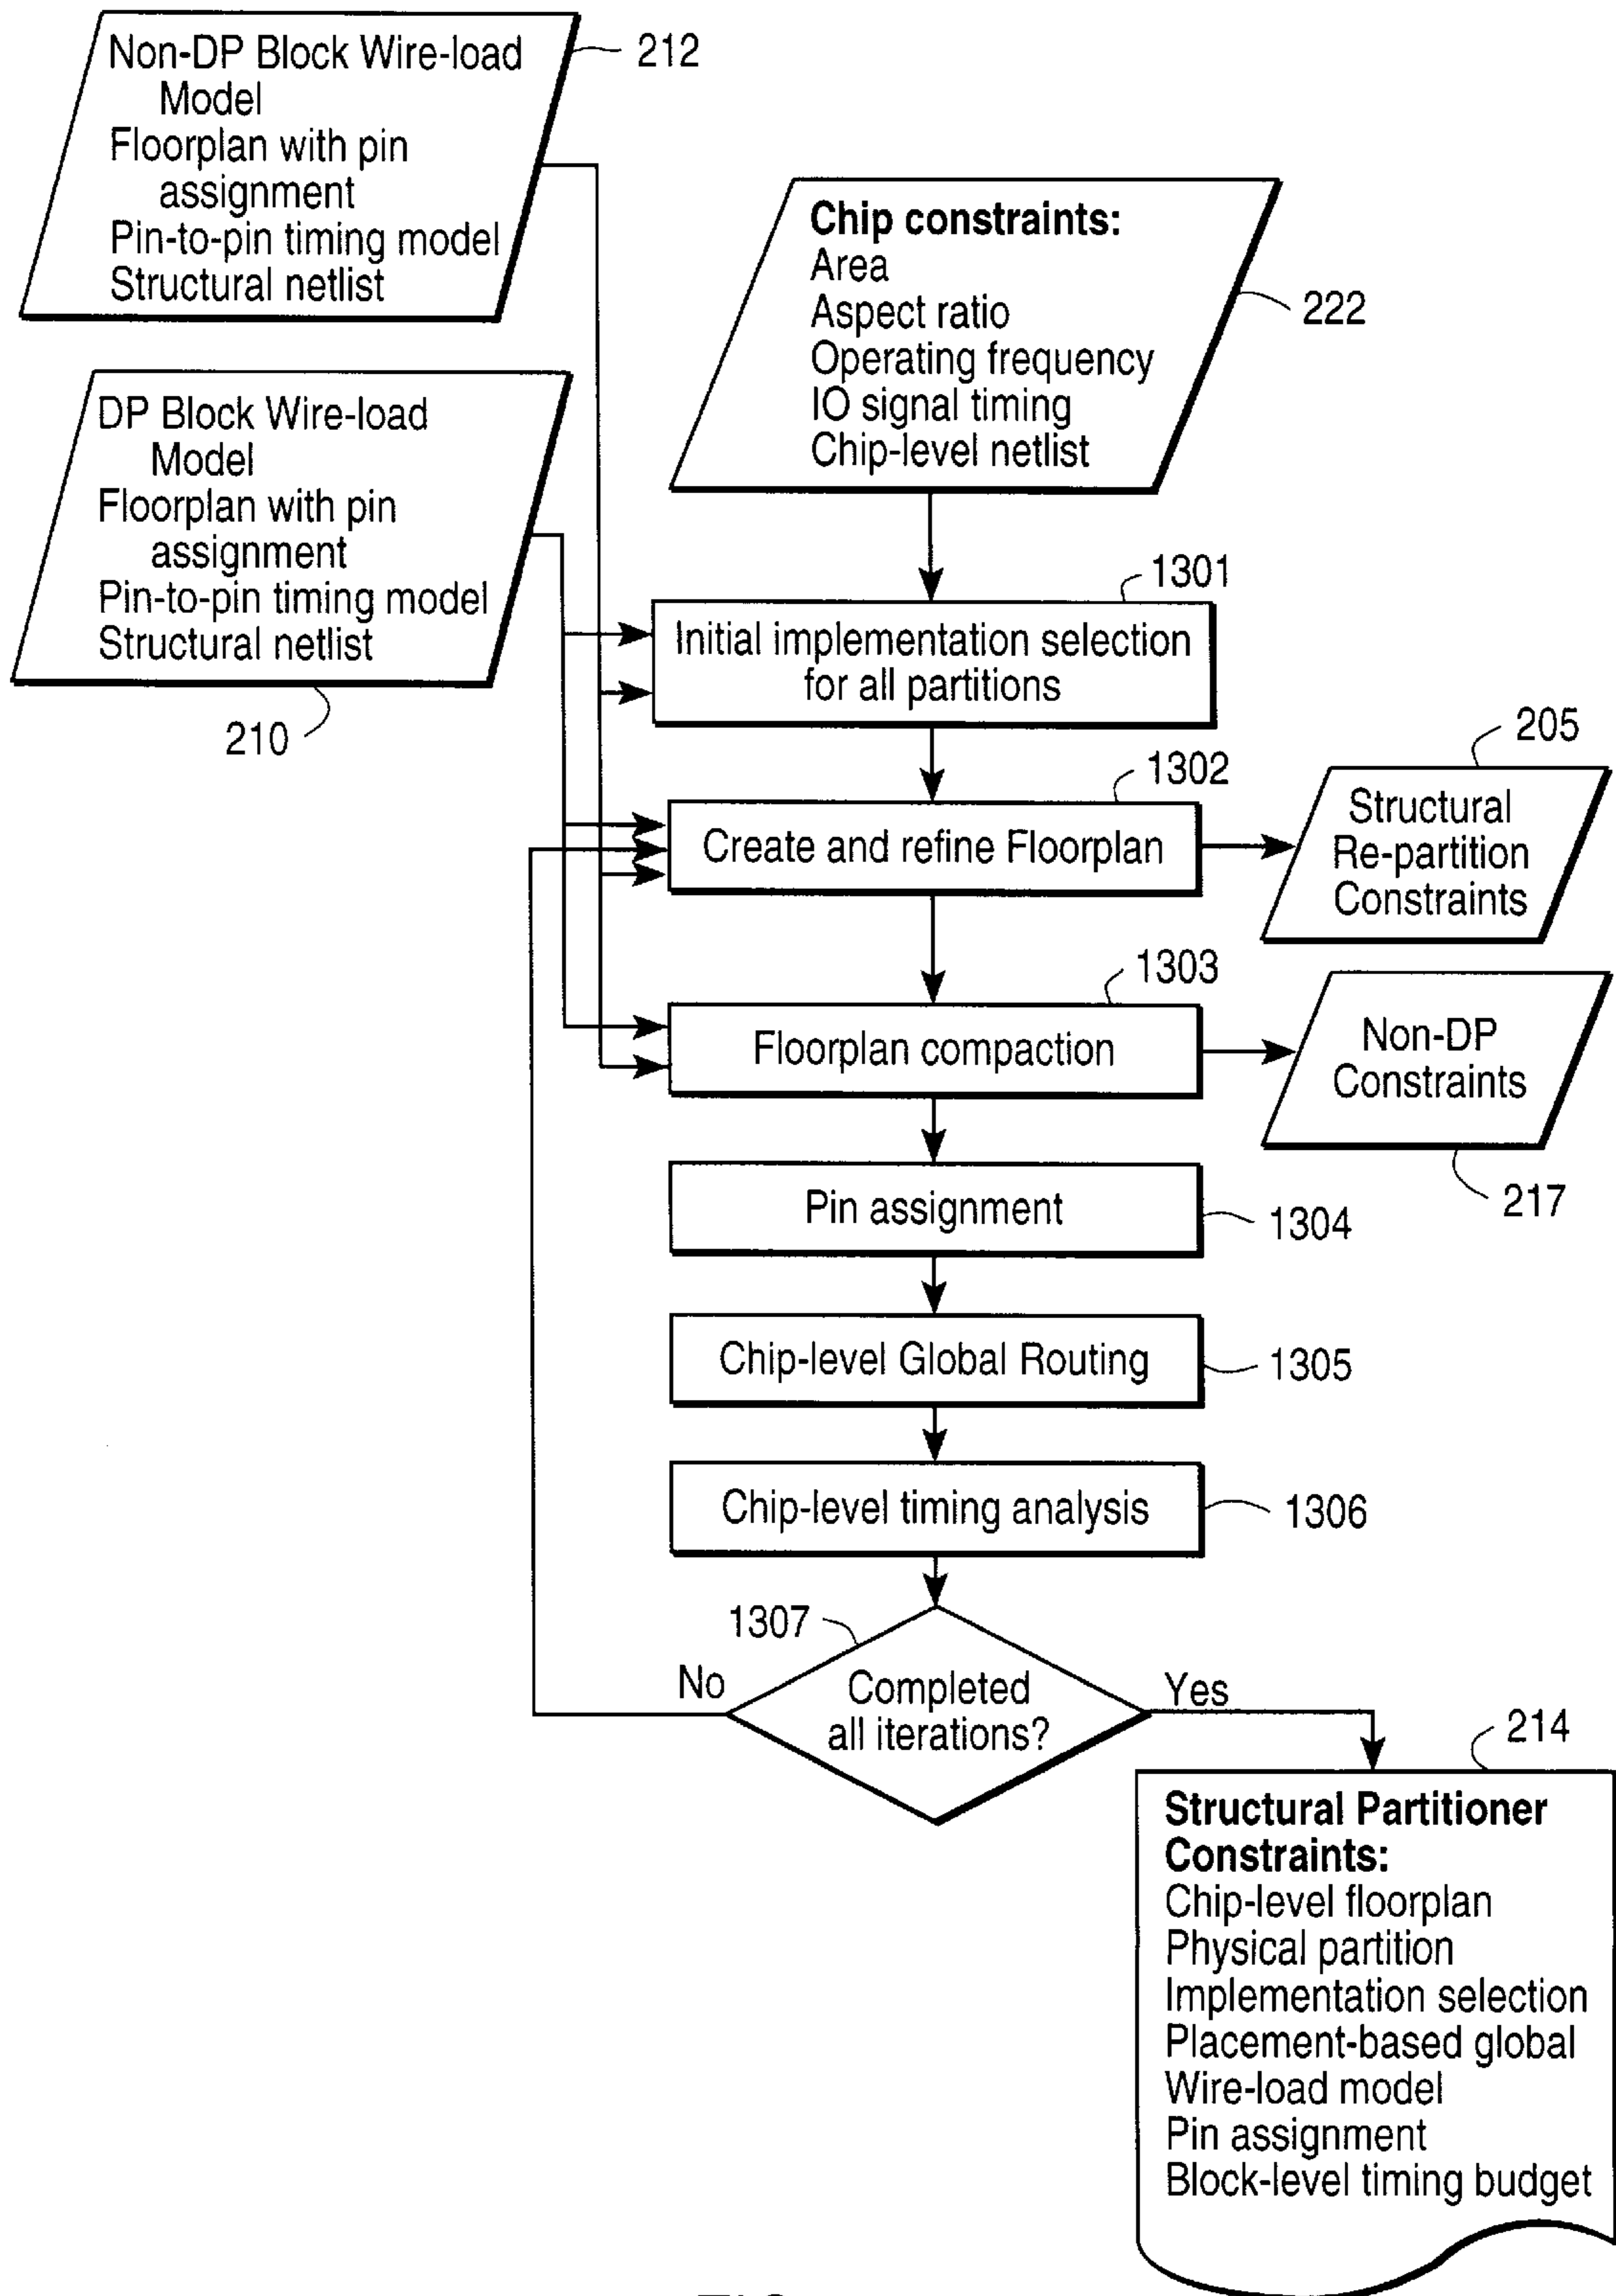 Non-DP Block Wire-load
Model
Floorplan with pin
assignment
Pin-to-pin timing model
Structural netlist
212
Chip constraints:
Area
Aspect ratio
Operating frequency
IO signal timing
Chip-level netlist
222
DP Block Wire-load
Model
Floorplan with pin
assignment
Pin-to-pin timing model
Structural netlist
210
1301
Initial implementation selection
for all partitions
1302
Create and refine Floorplan
205
Structural
Re-partition
Constraints
1303
Floorplan compaction
Non-DP
Constraints
217
Pin assignment
1304
Chip-level Global Routing
1305
Chip-level timing analysis
1306
1307
Completed
all iterations?
No
Yes
214
Structural Partitioner
Constraints:
Chip-level floorplan
Physical partition
Implementation selection
Placement-based global
Wire-load model
Pin assignment
Block-level timing budget